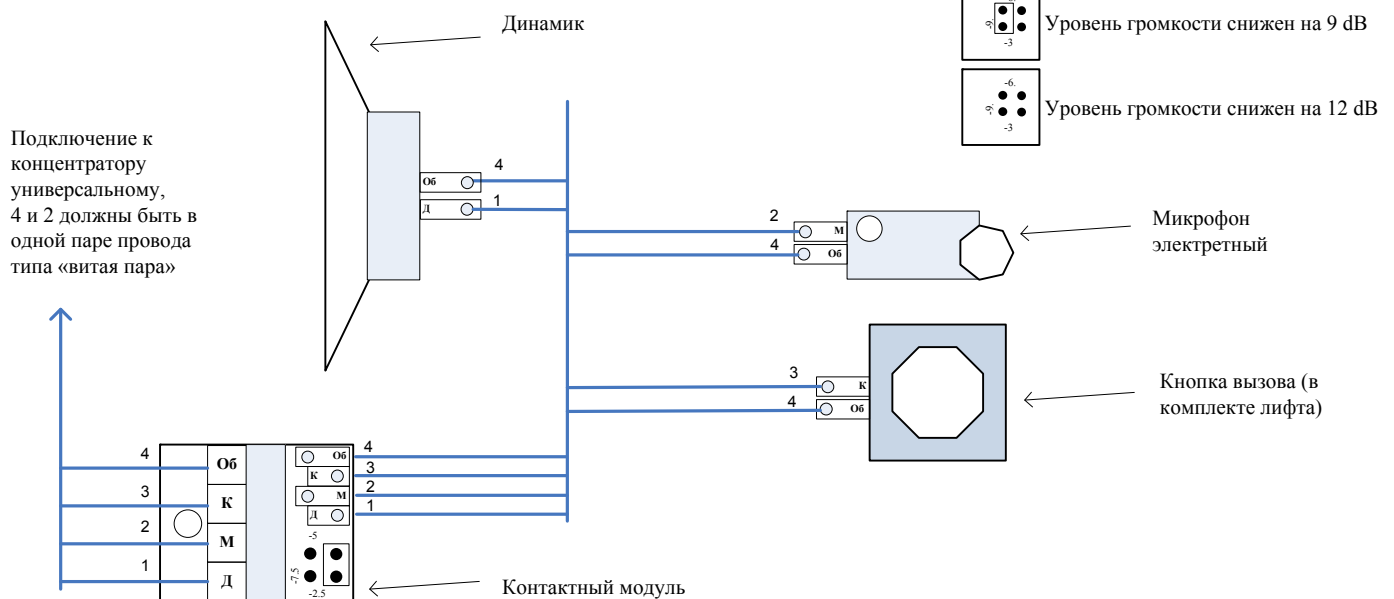 Динамик
Уровень громкости снижен на 9 dB
-9.
-3
-6.
-9.
-3
Уровень громкости снижен на 12 dB
Подключение к
концентратору
универсальному,
4 и 2 должны быть в
одной паре провода
типа «витая пара»
Об
4
Д
1
2
М
4
Об
Микрофон
электретный
3
К
4
Об
Кнопка вызова (в
комплекте лифта)
4
Об
3
К
2
М
1
Д
Об
4
К
3
М
2
Д
1
-5
-7.5
-2.5
Контактный модуль